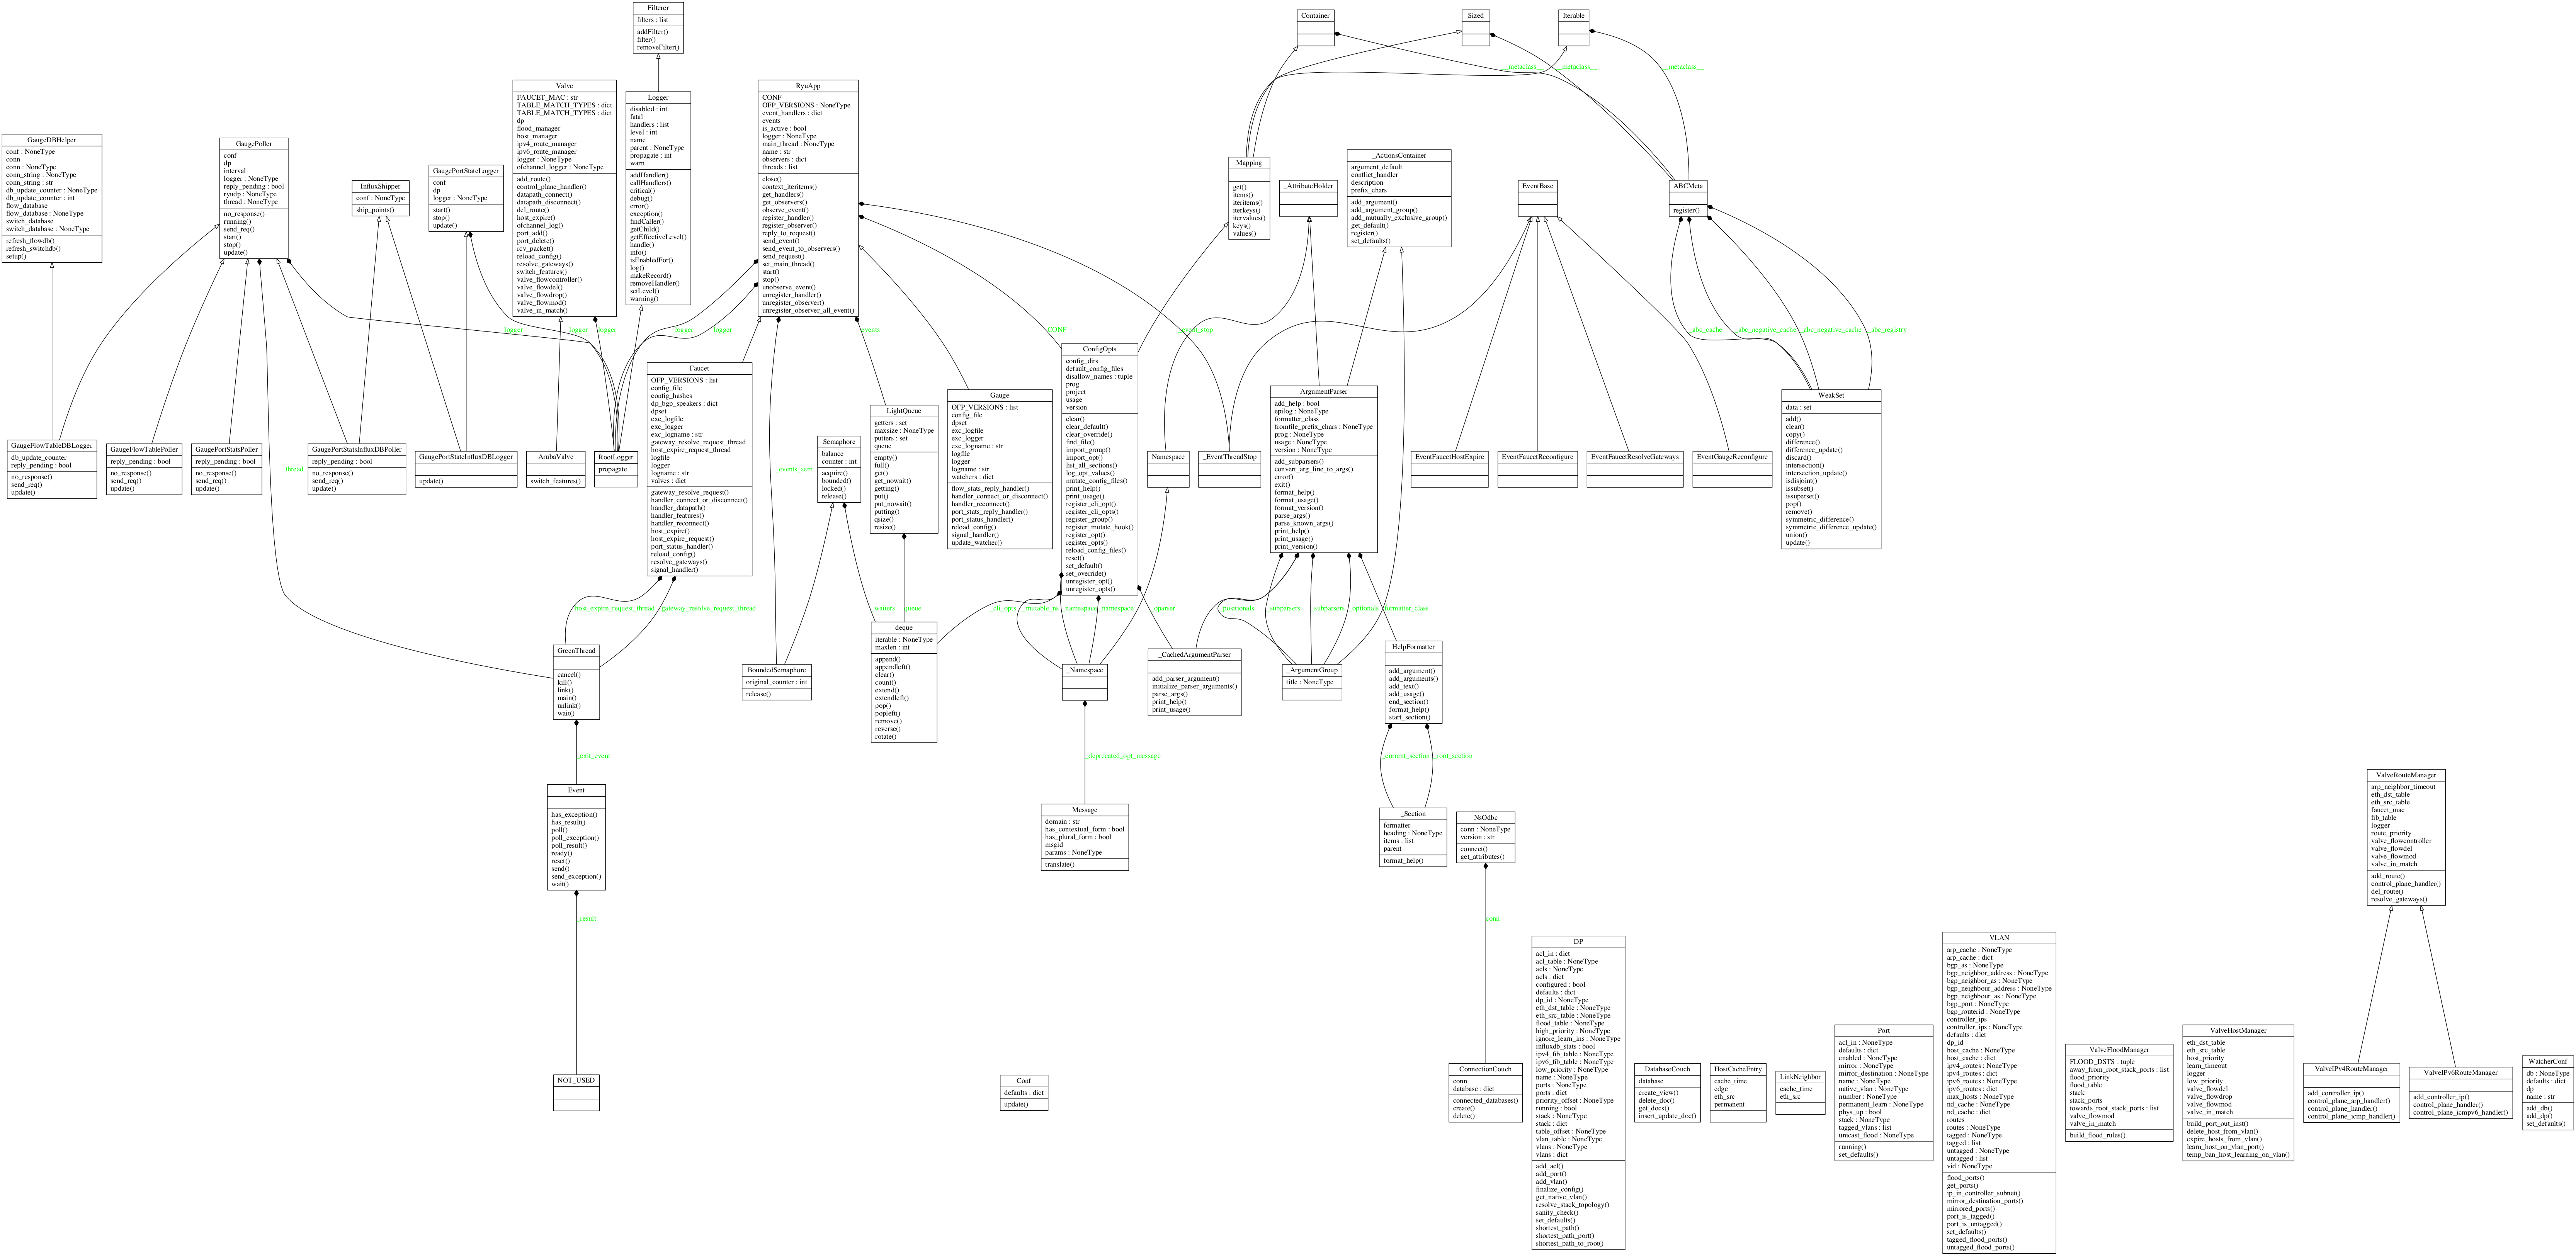 Filterer
filters : list
addFilter()
filter()
removeFilter()
Container
Sized
Iterable
_metaclass__
_metaclass__
_metaclass__
Valve
FAUCET_MAC : str
TABLE_MATCH_TYPES : dict
TABLE_MATCH_TYPES : dict
dp
flood_manager
host_manager
ipv4_route_manager
ipv6_route_manager
logger : NoneType
ofchannel_logger : NoneType
add_route()
control_plane_handler()
datapath_connect()
datapath_disconnect()
del_route()
host_expire()
ofchannel_log()
port_add()
port_delete()
rcv_packet()
reload_config()
resolve_gateways()
switch_features()
valve_flowcontroller()
valve_flowdel()
valve_flowdrop()
valve_flowmod()
valve_in_match()
Logger
disabled : int
fatal
handlers : list
level : int
name
parent : NoneType
propagate : int
warn
addHandler()
callHandlers()
critical()
debug()
error()
exception()
findCaller()
getChild()
getEffectiveLevel()
handle()
info()
isEnabledFor()
log()
makeRecord()
removeHandler()
setLevel()
warning()
RyuApp
CONF
OFP_VERSIONS : NoneType
event_handlers : dict
events
is_active : bool
logger : NoneType
main_thread : NoneType
name : str
observers : dict
threads : list
close()
context_iteritems()
get_handlers()
get_observers()
observe_event()
register_handler()
register_observer()
reply_to_request()
send_event()
send_event_to_observers()
send_request()
set_main_thread()
start()
stop()
unobserve_event()
unregister_handler()
unregister_observer()
unregister_observer_all_event()
GaugeDBHelper
conf : NoneType
conn
conn : NoneType
conn_string : NoneType
conn_string : str
db_update_counter : NoneType
db_update_counter : int
flow_database
flow_database : NoneType
switch_database
switch_database : NoneType
refresh_flowdb()
refresh_switchdb()
setup()
GaugePoller
conf
dp
interval
logger : NoneType
reply_pending : bool
ryudp : NoneType
thread : NoneType
no_response()
running()
send_req()
start()
stop()
update()
InfluxShipper
conf : NoneType
ship_points()
GaugePortStateLogger
conf
dp
logger : NoneType
start()
stop()
update()
Mapping
get()
items()
iteritems()
iterkeys()
itervalues()
keys()
values()
_AttributeHolder
_ActionsContainer
argument_default
conflict_handler
description
prefix_chars
add_argument()
add_argument_group()
add_mutually_exclusive_group()
get_default()
register()
set_defaults()
EventBase
ABCMeta
register()
logger
logger
logger
logger
logger
events
CONF
_event_stop
_abc_cache
_abc_negative_cache
_abc_negative_cache
_abc_registry
Faucet
OFP_VERSIONS : list
config_file
config_hashes
dp_bgp_speakers : dict
dpset
exc_logfile
exc_logger
exc_logname : str
gateway_resolve_request_thread
host_expire_request_thread
logfile
logger
logname : str
valves : dict
gateway_resolve_request()
handler_connect_or_disconnect()
handler_datapath()
handler_features()
handler_reconnect()
host_expire()
host_expire_request()
port_status_handler()
reload_config()
resolve_gateways()
signal_handler()
ConfigOpts
config_dirs
default_config_files
disallow_names : tuple
prog
project
usage
version
clear()
clear_default()
clear_override()
find_file()
import_group()
import_opt()
list_all_sections()
log_opt_values()
mutate_config_files()
print_help()
print_usage()
register_cli_opt()
register_cli_opts()
register_group()
register_mutate_hook()
register_opt()
register_opts()
reload_config_files()
reset()
set_default()
set_override()
unregister_opt()
unregister_opts()
Gauge
OFP_VERSIONS : list
config_file
dpset
exc_logfile
exc_logger
exc_logname : str
logfile
logger
logname : str
watchers : dict
flow_stats_reply_handler()
handler_connect_or_disconnect()
handler_reconnect()
port_stats_reply_handler()
port_status_handler()
reload_config()
signal_handler()
update_watcher()
LightQueue
getters : set
maxsize : NoneType
putters : set
queue
empty()
full()
get()
get_nowait()
getting()
put()
put_nowait()
putting()
qsize()
resize()
Semaphore
balance
counter : int
acquire()
bounded()
locked()
release()
ArgumentParser
add_help : bool
epilog : NoneType
formatter_class
fromfile_prefix_chars : NoneType
prog : NoneType
usage : NoneType
version : NoneType
add_subparsers()
convert_arg_line_to_args()
error()
exit()
format_help()
format_usage()
format_version()
parse_args()
parse_known_args()
print_help()
print_usage()
print_version()
WeakSet
data : set
add()
clear()
copy()
difference()
difference_update()
discard()
intersection()
intersection_update()
isdisjoint()
issubset()
issuperset()
pop()
remove()
symmetric_difference()
symmetric_difference_update()
union()
update()
GaugeFlowTableDBLogger
db_update_counter
reply_pending : bool
no_response()
send_req()
update()
GaugeFlowTablePoller
reply_pending : bool
no_response()
send_req()
update()
GaugePortStatsPoller
reply_pending : bool
no_response()
send_req()
update()
GaugePortStatsInfluxDBPoller
reply_pending : bool
no_response()
send_req()
update()
GaugePortStateInfluxDBLogger
update()
ArubaValve
switch_features()
RootLogger
propagate
Namespace
_EventThreadStop
EventFaucetHostExpire
EventFaucetReconfigure
EventFaucetResolveGateways
EventGaugeReconfigure
thread
_events_sem
host_expire_request_thread
gateway_resolve_request_thread
waiters
queue
_cli_opts
_mutable_ns
_namespace
_namespace
_oparser
_positionals
_subparsers
_subparsers
_optionals
formatter_class
GreenThread
cancel()
kill()
link()
main()
unlink()
wait()
BoundedSemaphore
original_counter : int
release()
deque
iterable : NoneType
maxlen : int
append()
appendleft()
clear()
count()
extend()
extendleft()
pop()
popleft()
remove()
reverse()
rotate()
_Namespace
_CachedArgumentParser
add_parser_argument()
initialize_parser_arguments()
parse_args()
print_help()
print_usage()
_ArgumentGroup
title : NoneType
HelpFormatter
add_argument()
add_arguments()
add_text()
add_usage()
end_section()
format_help()
start_section()
_exit_event
_deprecated_opt_message
_current_section
_root_section
Event
has_exception()
has_result()
poll()
poll_exception()
poll_result()
ready()
reset()
send()
send_exception()
wait()
Message
domain : str
has_contextual_form : bool
has_plural_form : bool
msgid
params : NoneType
translate()
_Section
formatter
heading : NoneType
items : list
parent
format_help()
NsOdbc
conn : NoneType
version : str
connect()
get_attributes()
ValveRouteManager
arp_neighbor_timeout
eth_dst_table
eth_src_table
faucet_mac
fib_table
logger
route_priority
valve_flowcontroller
valve_flowdel
valve_flowmod
valve_in_match
add_route()
control_plane_handler()
del_route()
resolve_gateways()
_result
conn
NOT_USED
Conf
defaults : dict
update()
ConnectionCouch
conn
database : dict
connected_databases()
create()
delete()
DP
acl_in : dict
acl_table : NoneType
acls : NoneType
acls : dict
configured : bool
defaults : dict
dp_id : NoneType
eth_dst_table : NoneType
eth_src_table : NoneType
flood_table : NoneType
high_priority : NoneType
ignore_learn_ins : NoneType
influxdb_stats : bool
ipv4_fib_table : NoneType
ipv6_fib_table : NoneType
low_priority : NoneType
name : NoneType
ports : NoneType
ports : dict
priority_offset : NoneType
running : bool
stack : NoneType
stack : dict
table_offset : NoneType
vlan_table : NoneType
vlans : NoneType
vlans : dict
add_acl()
add_port()
add_vlan()
finalize_config()
get_native_vlan()
resolve_stack_topology()
sanity_check()
set_defaults()
shortest_path()
shortest_path_port()
shortest_path_to_root()
DatabaseCouch
database
create_view()
delete_doc()
get_docs()
insert_update_doc()
HostCacheEntry
cache_time
edge
eth_src
permanent
LinkNeighbor
cache_time
eth_src
Port
acl_in : NoneType
defaults : dict
enabled : NoneType
mirror : NoneType
mirror_destination : NoneType
name : NoneType
native_vlan : NoneType
number : NoneType
permanent_learn : NoneType
phys_up : bool
stack : NoneType
tagged_vlans : list
unicast_flood : NoneType
running()
set_defaults()
VLAN
arp_cache : NoneType
arp_cache : dict
bgp_as : NoneType
bgp_neighbor_address : NoneType
bgp_neighbor_as : NoneType
bgp_neighbour_address : NoneType
bgp_neighbour_as : NoneType
bgp_port : NoneType
bgp_routerid : NoneType
controller_ips
controller_ips : NoneType
defaults : dict
dp_id
host_cache : NoneType
host_cache : dict
ipv4_routes : NoneType
ipv4_routes : dict
ipv6_routes : NoneType
ipv6_routes : dict
max_hosts : NoneType
nd_cache : NoneType
nd_cache : dict
routes
routes : NoneType
tagged : NoneType
tagged : list
untagged : NoneType
untagged : list
vid : NoneType
flood_ports()
get_ports()
ip_in_controller_subnet()
mirror_destination_ports()
mirrored_ports()
port_is_tagged()
port_is_untagged()
set_defaults()
tagged_flood_ports()
untagged_flood_ports()
ValveFloodManager
FLOOD_DSTS : tuple
away_from_root_stack_ports : list
flood_priority
flood_table
stack
stack_ports
towards_root_stack_ports : list
valve_flowmod
valve_in_match
build_flood_rules()
ValveHostManager
eth_dst_table
eth_src_table
host_priority
learn_timeout
logger
low_priority
valve_flowdel
valve_flowdrop
valve_flowmod
valve_in_match
build_port_out_inst()
delete_host_from_vlan()
expire_hosts_from_vlan()
learn_host_on_vlan_port()
temp_ban_host_learning_on_vlan()
ValveIPv4RouteManager
add_controller_ip()
control_plane_arp_handler()
control_plane_handler()
control_plane_icmp_handler()
ValveIPv6RouteManager
add_controller_ip()
control_plane_handler()
control_plane_icmpv6_handler()
WatcherConf
db : NoneType
defaults : dict
dp
name : str
add_db()
add_dp()
set_defaults()